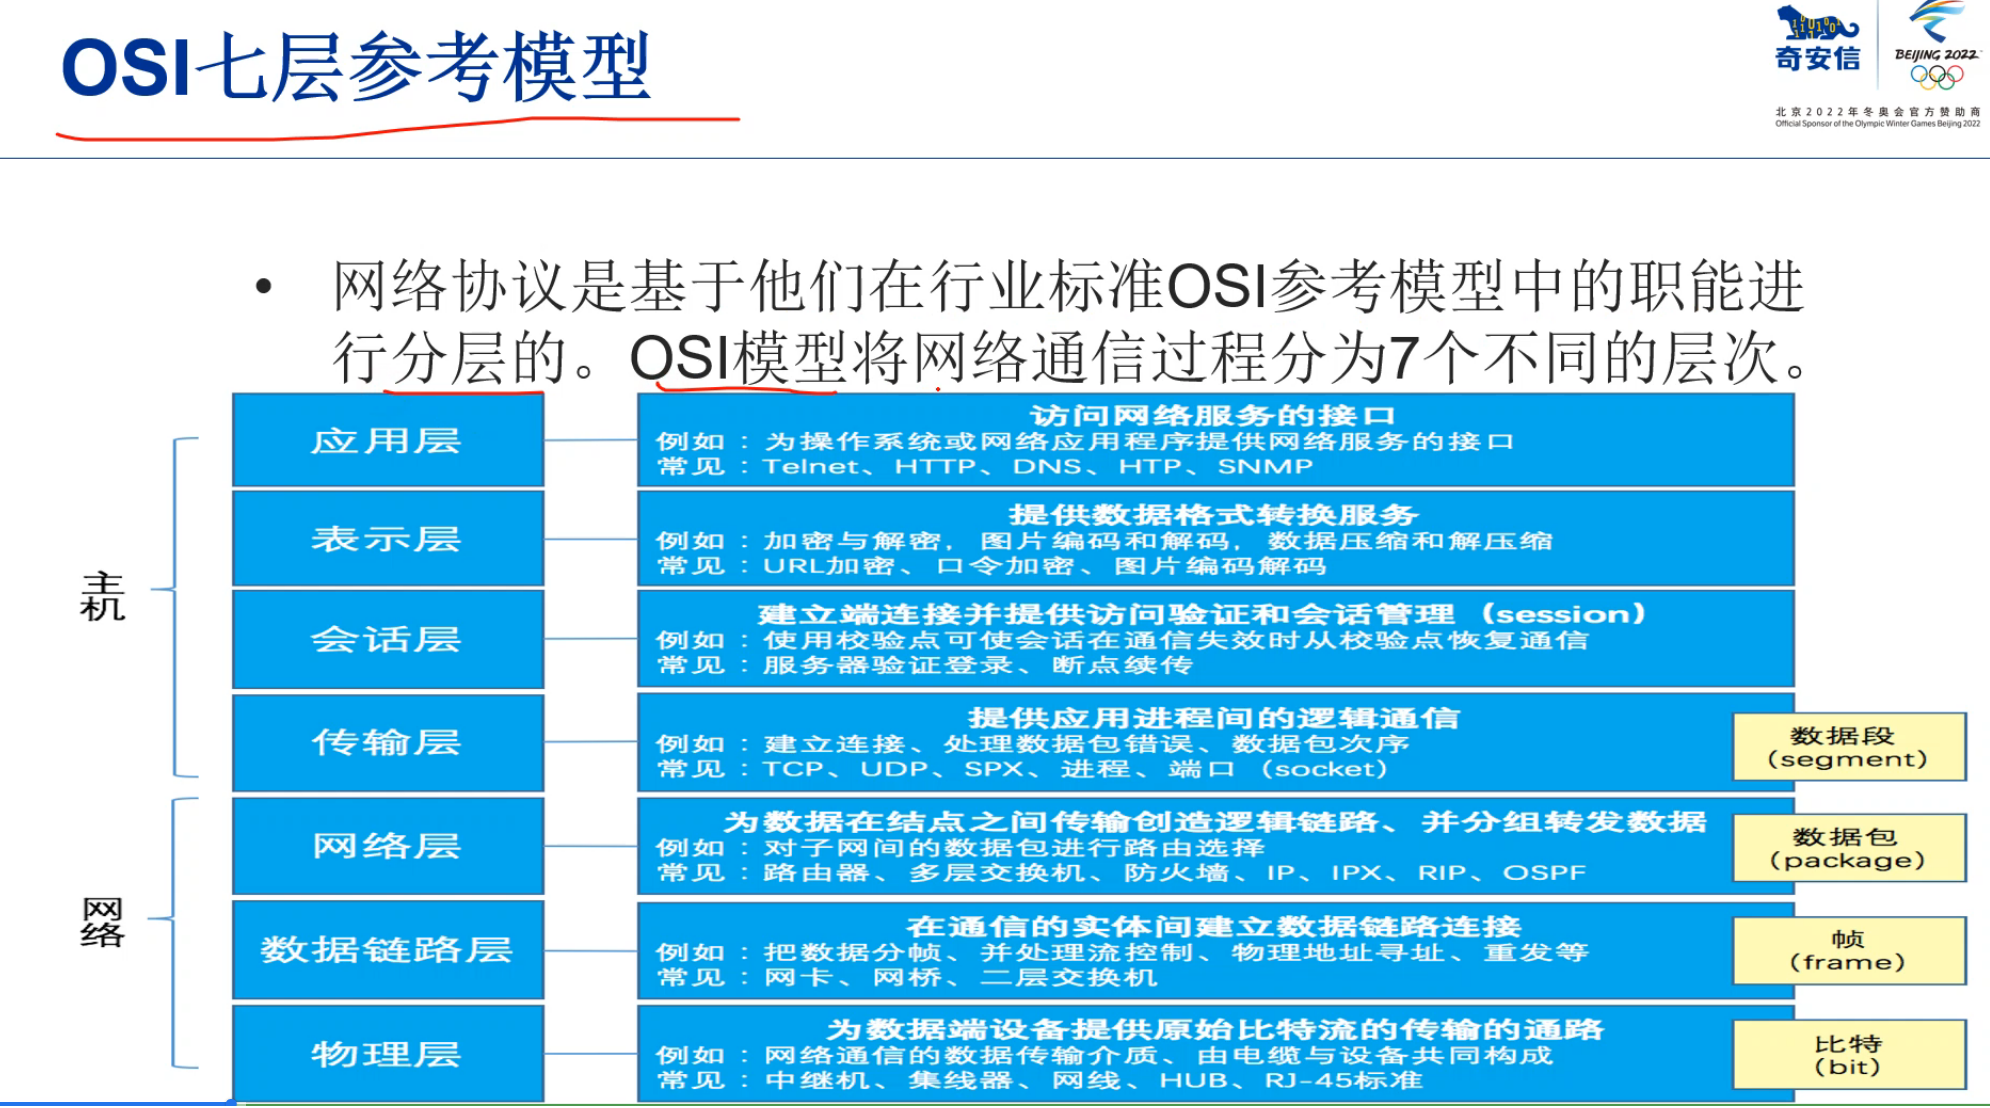 OSI七层参考模型
奇安信
BEIJING 2022
北京2022年冬奥会官方赞助商
Official Sponsor of the Olympic Winter Games Beijing 2022
• 网络协议是基于他们在行业标准OSI参考模型中的职能进
行分层的。OSI模型将网络通信过程分为7个不同的层次。
主机
应用层
访问网络服务的接口
例如：为操作系统或网络应用程序提供网络服务的接口
常见：Telnet、HTTP、DNS、HTP、SNMP
表示层
提供数据格式转换服务
例如：加密与解密，图片编码和解码，数据压缩和解压缩
常见：URL加密、口令加密、图片编码解码
会话层
建立端连接并提供访问验证和会话管理（session）
例如：使用校验点可使会话在通信失效时从校验点恢复通信
常见：服务器验证登录、断点续传
传输层
提供应用进程间的逻辑通信
例如：建立连接、处理数据包错误、数据包次序
常见：TCP、UDP、SPX、进程、端口（socket）
数据段
（segment）
网络
网络层
为数据在结点之间传输创造逻辑链路、并分组转发数据
例如：对子网间的数据包进行路由选择
常见：路由器、多层交换机、防火墙、IP、IPX、RIP、OSPF
数据包
（package）
数据链路层
在通信的实体间建立数据链路连接
例如：把数据分帧、并处理流控制、物理地址寻址、重发等
常见：网卡、网桥、二层交换机
帧
（frame）
物理层
为数据端设备提供原始比特流的传输的通路
例如：网络通信的数据传输介质、由电缆与设备共同构成
常见：中继机、集线器、网线、HUB、RJ-45标准
比特
（bit）